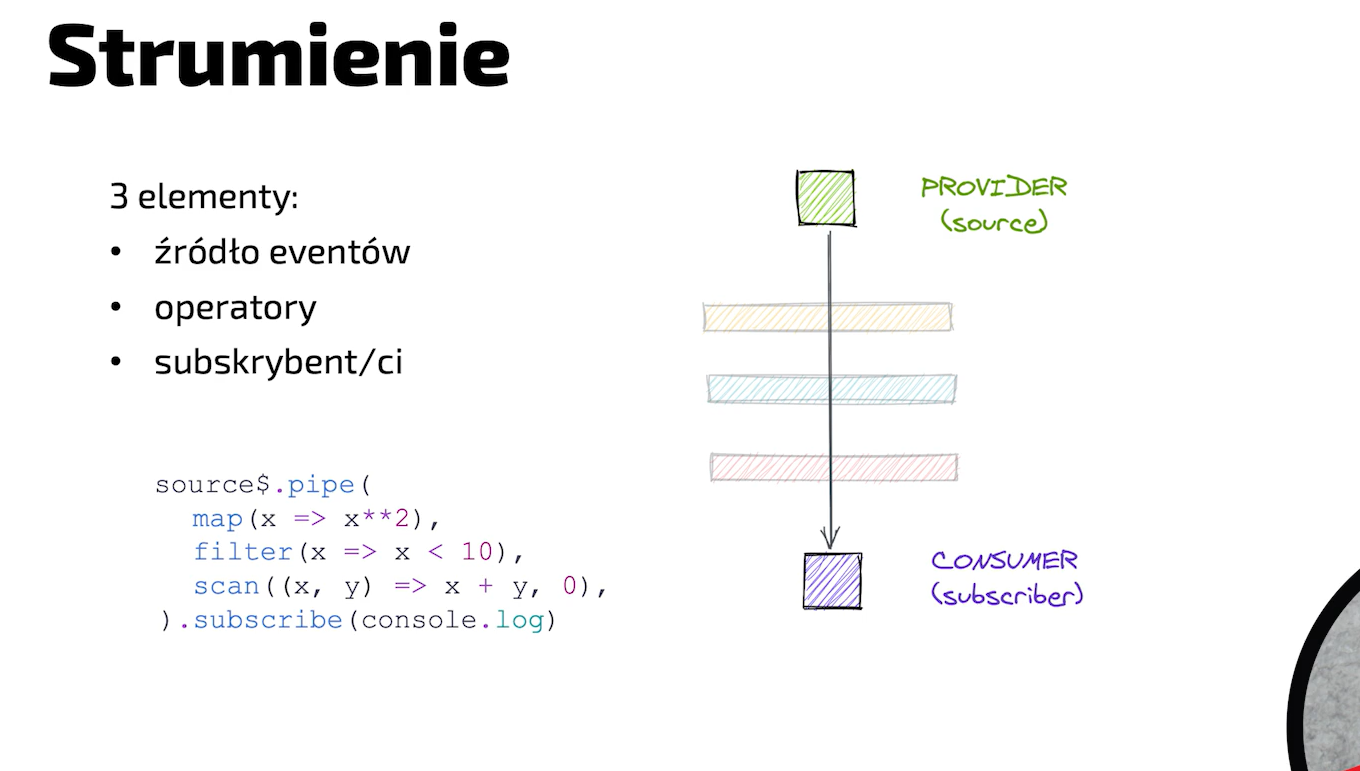 Strumienie
3 elementy:
• źródło eventów
• operatory
• subskrybent/ci
source$.pipe(
map(x => x**2),
filter(x => x < 10),
scan((x, y) => x + y, 0),
).subscribe(console.log)
PROVIDER
(source)
CONSUMER
(subscriber)